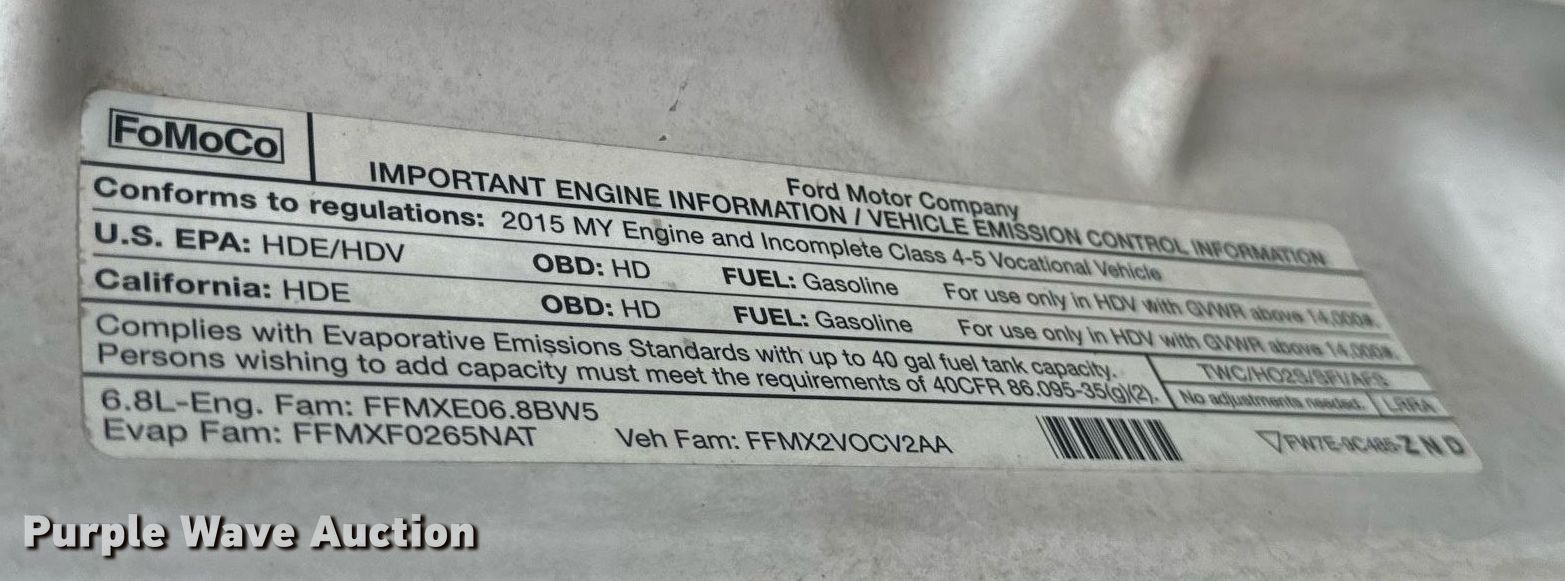 FoMoCo
Ford Motor Company
IMPORTANT ENGINE INFORMATION / VEHICLE EMISSION CONTROL INFORMATION
Conforms to regulations: 2015 MY Engine and Incomplete Class 4-5 Vocational Vehicle
U.S. EPA: HDE/HDV OBD: HD FUEL: Gasoline For use only in HDV with GVWR above 14,000#.
California: HDE OBD: HD FUEL: Gasoline For use only in HDV with GVWR above 14,000#.
Complies with Evaporative Emissions Standards with up to 40 gal fuel tank capacity.
Persons wishing to add capacity must meet the requirements of 40CFR 86.095-35(g)(2).
TWC/HO2S/SFI/AFS
No adjustments needed. LRRA
6.8L-Eng. Fam: FFMXE06.8BW5
Evap Fam: FFMXF0265NAT Veh Fam: FFMX2VOCV2AA
FW7E-9C485-Z N D
Purple Wave Auction